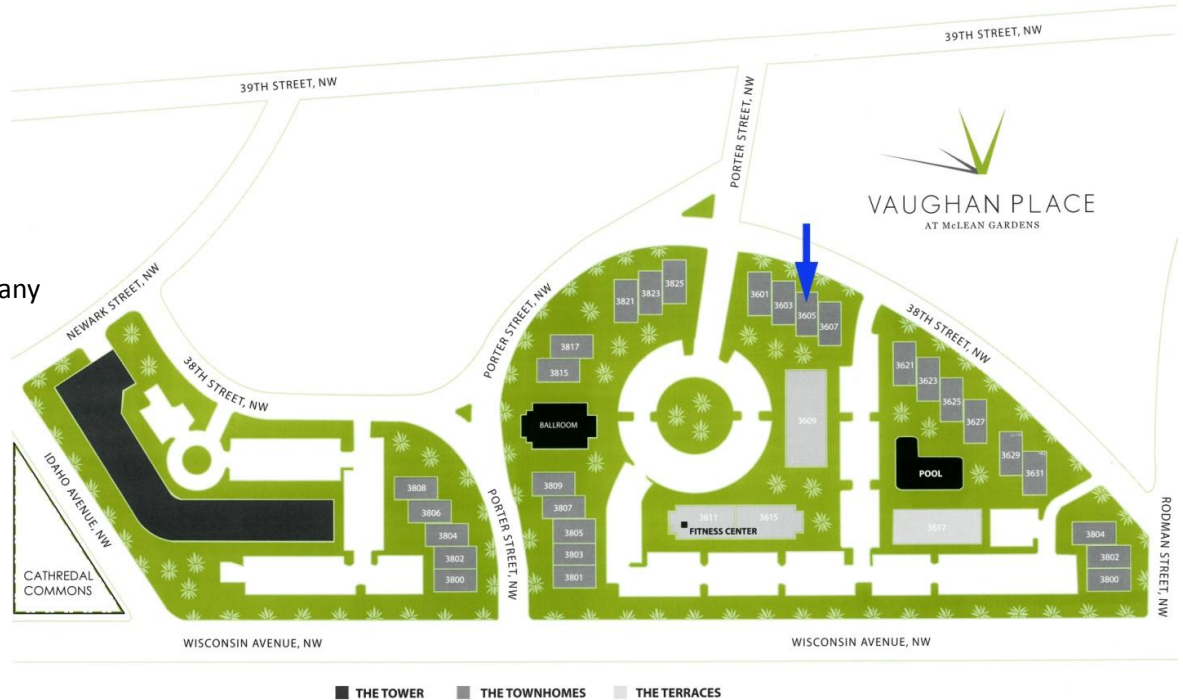 39TH STREET, NW
39TH STREET, NW
PORTER STREET, NW
VAUGHAN PLACE
AT McLEAN GARDENS
any
NEWARK STREET, NW
38TH STREET, NW
PORTER STREET, NW
3821
3823
3825
3817
3815
BALLROOM
3601
3603
3605
3607
38TH STREET, NW
3621
3623
3625
3627
3629
3631
3609
POOL
IDAHO AVENUE, NW
CATHREDAL
COMMONS
3808
3806
3804
3802
3800
PORTER STREET, NW
3809
3807
3805
3803
3801
3611
3615
FITNESS CENTER
3617
3804
3802
3800
RODMAN STREET, NW
WISCONSIN AVENUE, NW
WISCONSIN AVENUE, NW
THE TOWER
THE TOWNHOMES
THE TERRACES